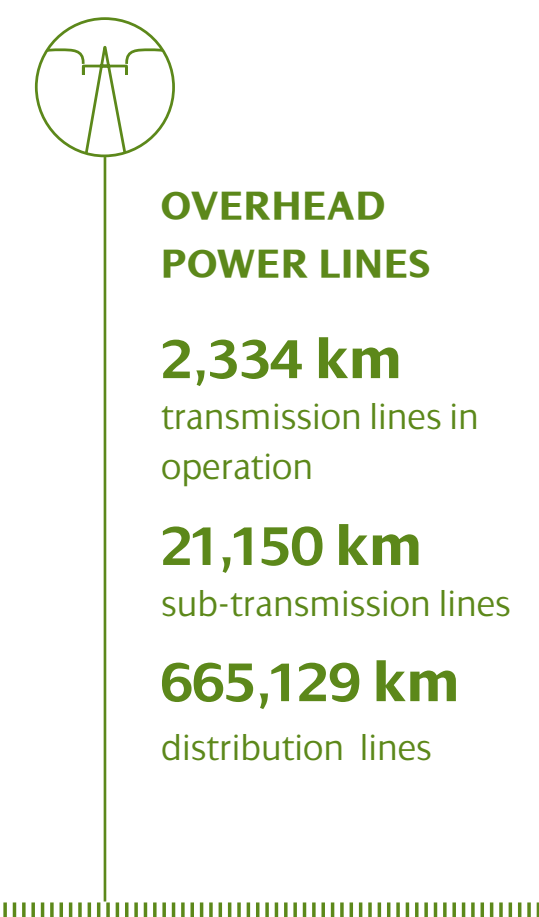 OVERHEAD
POWER LINES
2,334 km
transmission lines in
operation
21,150 km
sub-transmission lines
665,129 km
distribution lines